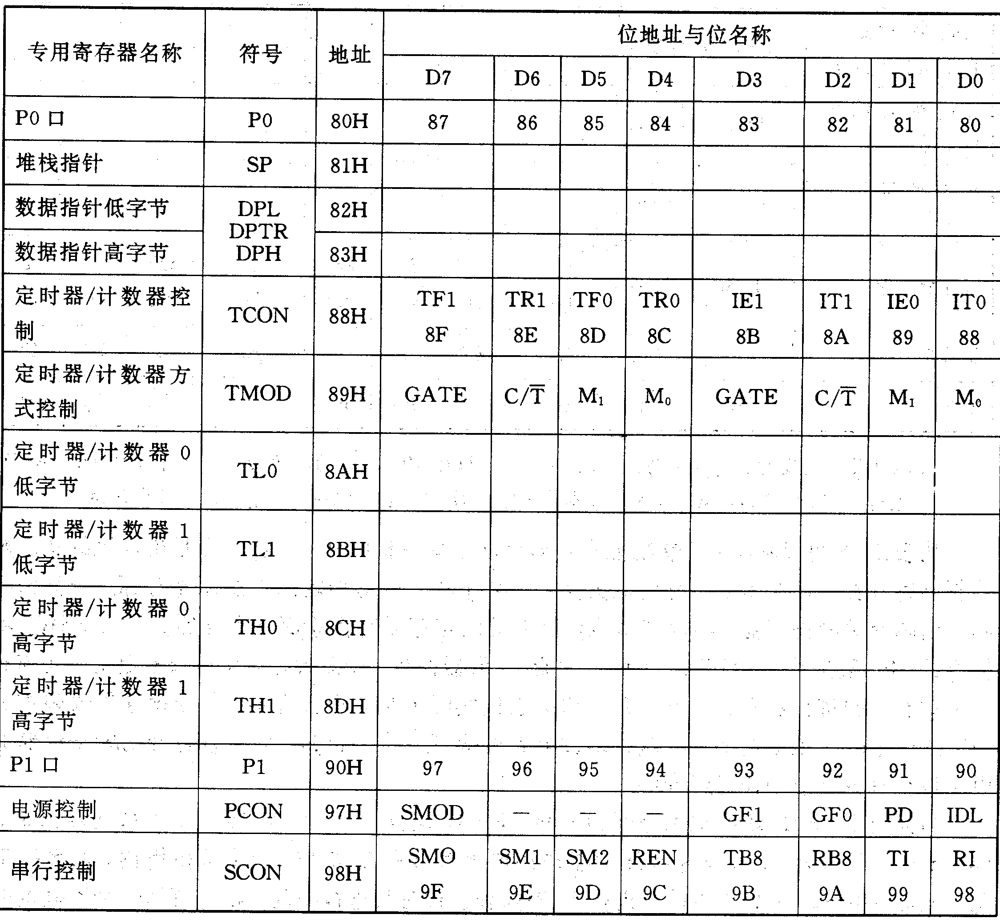 专用寄存器名称 符号 地址 位地址与位名称
D7 D6 D5 D4 D3 D2 D1 D0
P0 口 P0 80H 87 86 85 84 83 82 81 80
堆栈指针 SP 81H
数据指针低字节 DPL 82H
DPTR
数据指针高字节 DPH 83H
定时器/计数器控 TF1 TR1 TF0 TR0 IE1 IT1 IE0 IT0
TCON 88H
制 8F 8E 8D 8C 8B 8A 89 88
定时器/计数器方
TMOD 89H GATE C/T̅ M₁ M₀ GATE C/T̅ M₁ M₀
式控制
定时器/计数器 0
TL0 8AH
低字节
定时器/计数器 1
TL1 8BH
低字节
定时器/计数器 0
TH0 8CH
高字节
定时器/计数器 1
TH1 8DH
高字节
P1 口 P1 90H 97 96 95 94 93 92 91 90
电源控制 PCON 97H SMOD — — — GF1 GF0 PD IDL
SMO SM1 SM2 REN TB8 RB8 TI RI
串行控制 SCON 98H
9F 9E 9D 9C 9B 9A 99 98